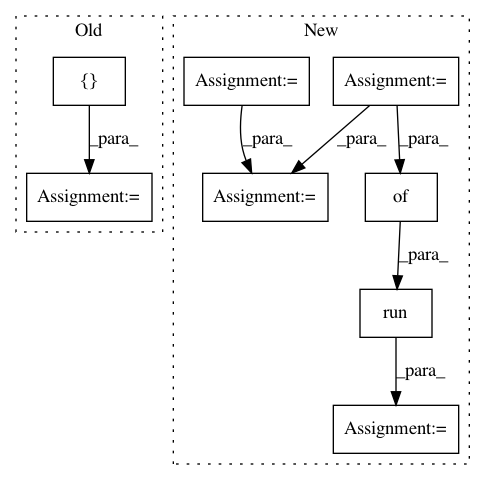 Old
New
{}
Assignment:=
Assignment:=
_para_
_para_
_para_
_para_
Assignment:=
Assignment:=
of
_para_
run
_para_
Assignment:=